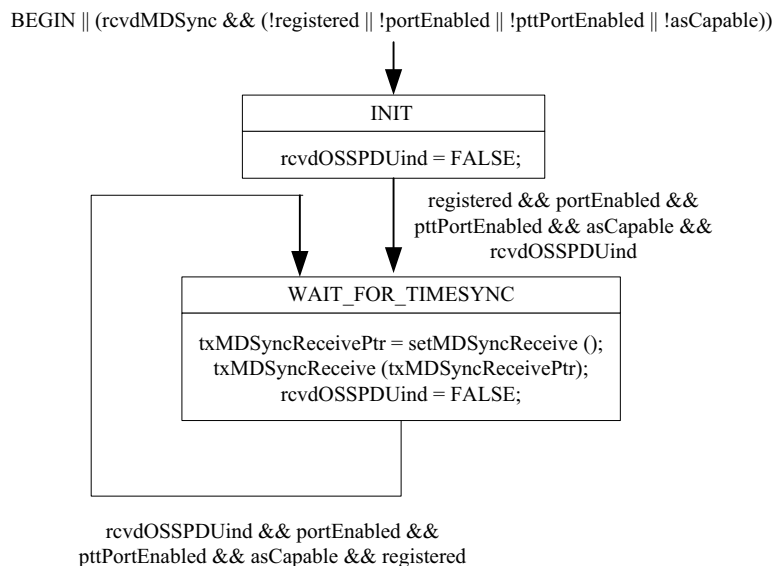 BEGIN || (rcvdMDSync && (!registered || !portEnabled || !pttPortEnabled || !asCapable))
INIT
rcvdOSSPDUind = FALSE;
registered && portEnabled &&
pttPortEnabled && asCapable &&
rcvdOSSPDUind
WAIT_FOR_TIMESYNC
txMDSyncReceivePtr = setMDSyncReceive ();
txMDSyncReceive (txMDSyncReceivePtr);
rcvdOSSPDUind = FALSE;
rcvdOSSPDUind && portEnabled &&
pttPortEnabled && asCapable && registered